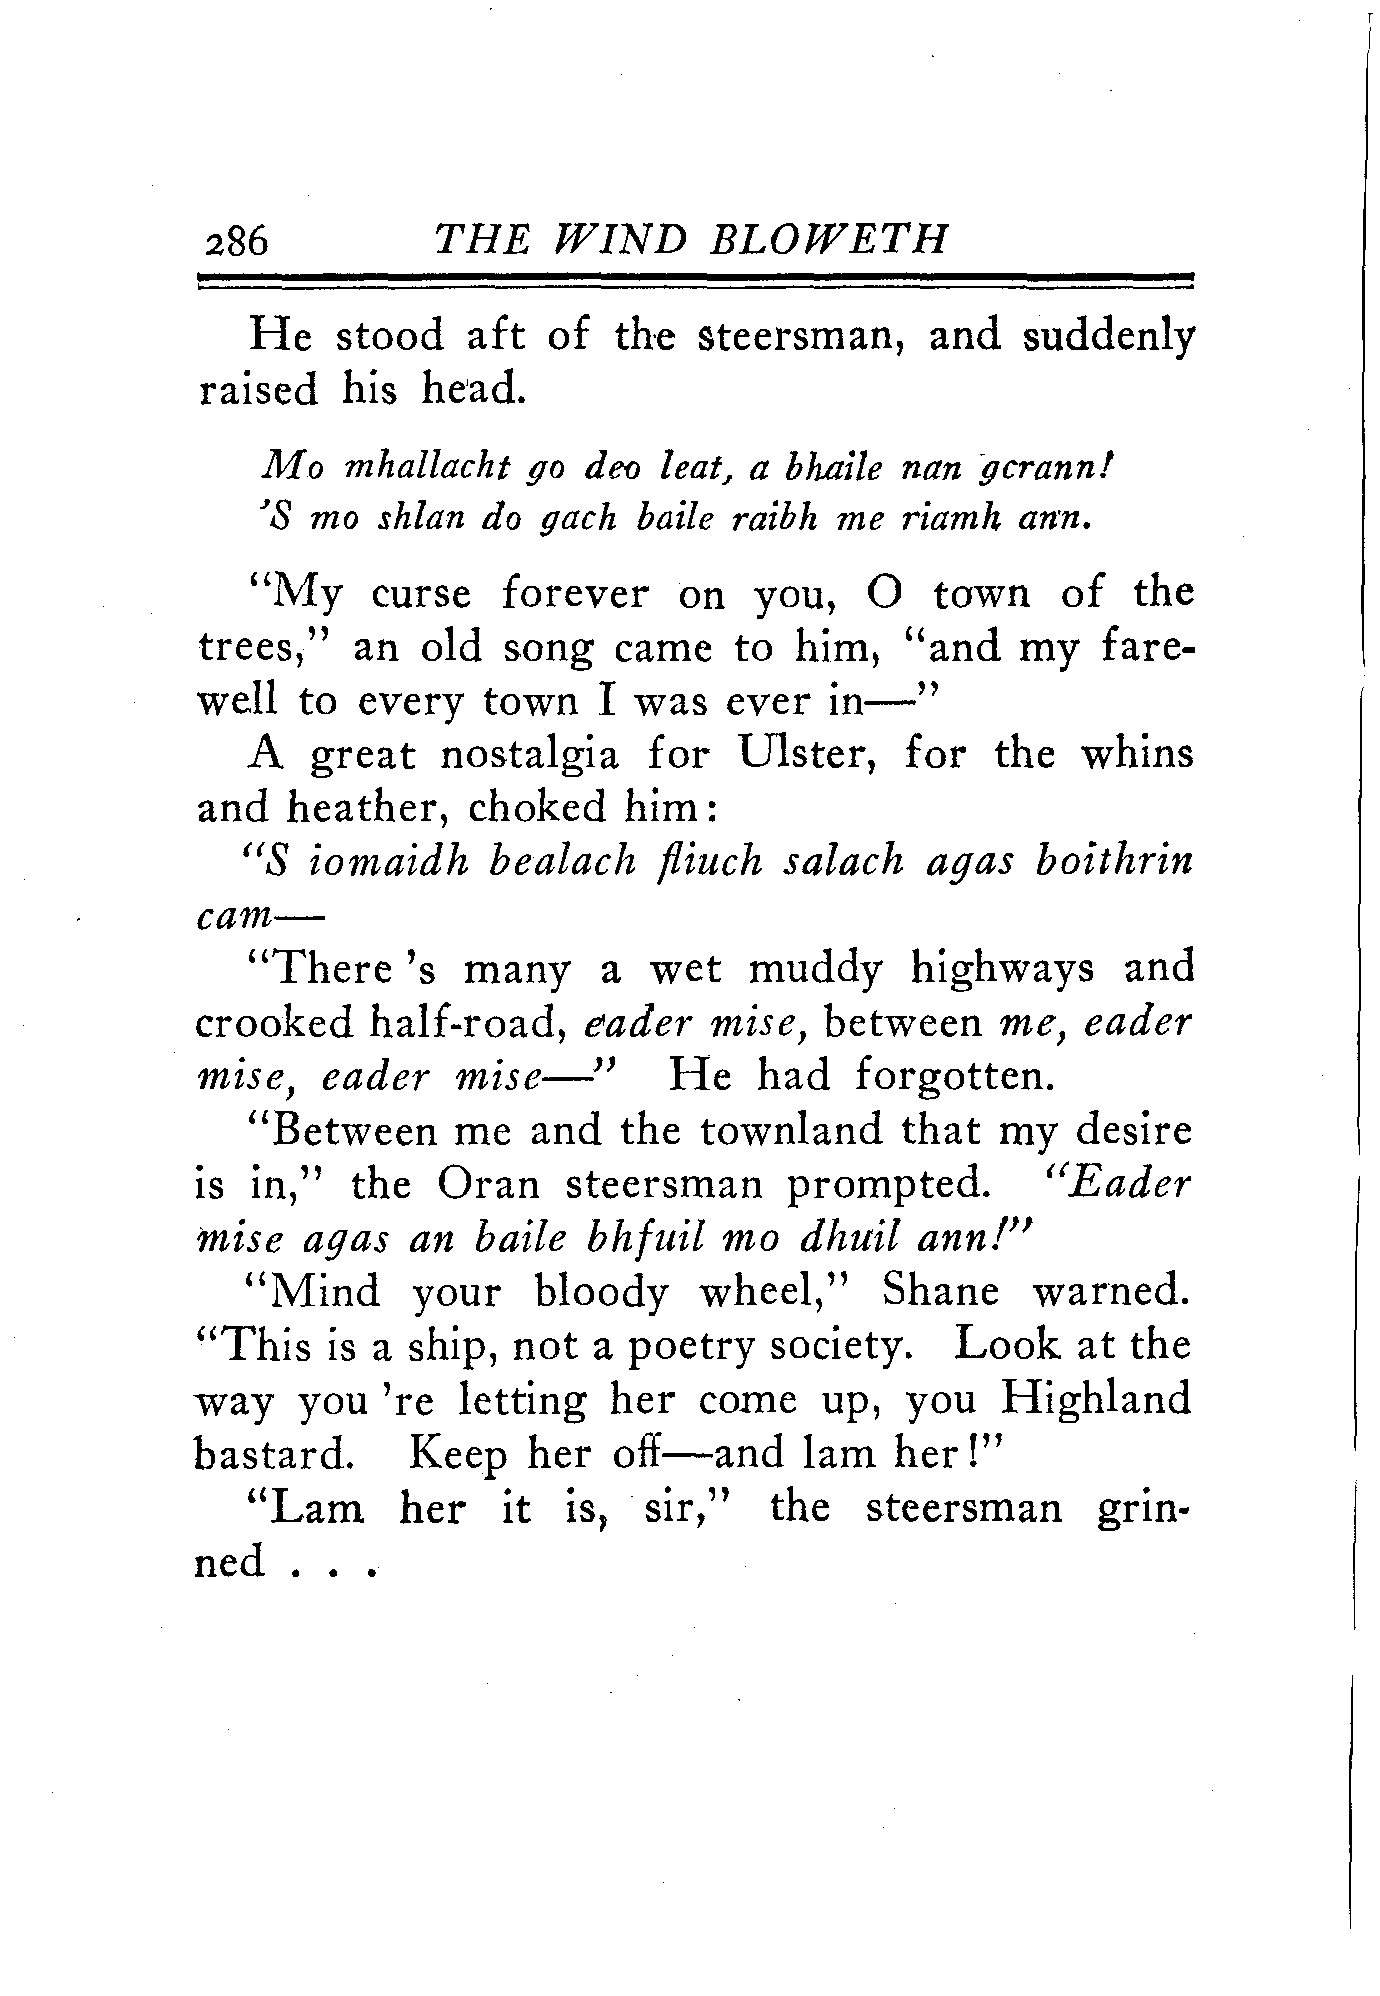 286 THE WIND BLOWETH
He stood aft of the steersman, and suddenly
raised his head.
Mo mhallacht go deo leat, a bhaile nan gcrann!
'S mo shlan do gach baile raibh me riamh ann.
"My curse forever on you, O town of the
trees," an old song came to him, "and my fare-
well to every town I was ever in—"
A great nostalgia for Ulster, for the whins
and heather, choked him:
"S iomaidh bealach fliuch salach agas boithrin
cam—
"There 's many a wet muddy highways and
crooked half-road, eader mise, between me, eader
mise, eader mise—" He had forgotten.
"Between me and the townland that my desire
is in," the Oran steersman prompted. "Eader
mise agas an baile bhfuil mo dhuil ann!"
"Mind your bloody wheel," Shane warned.
"This is a ship, not a poetry society. Look at the
way you 're letting her come up, you Highland
bastard. Keep her off—and lam her!"
"Lam her it is, sir," the steersman grin-
ned . . .